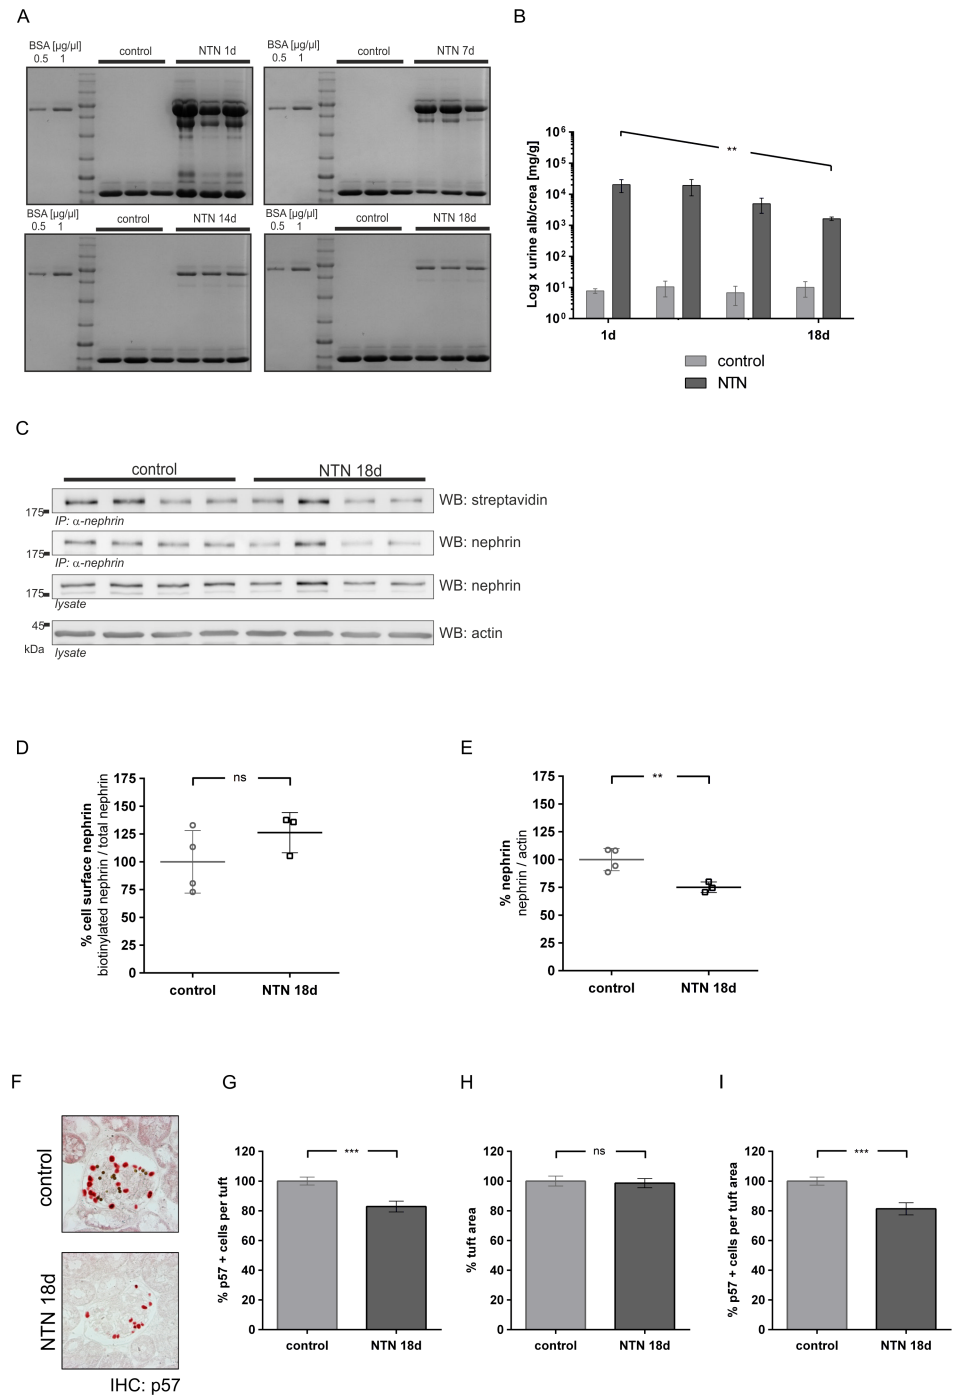 A
BSA [µg/µl]
0.5 1
control
NTN 1d
BSA [µg/µl]
0.5 1
control
NTN 7d
BSA [µg/µl]
0.5 1
control
NTN 14d
BSA [µg/µl]
0.5 1
control
NTN 18d
B
Log x urine alb/crea [mg/g]
10⁶
10⁵
10⁴
10³
10²
10¹
10⁰
**
1d
18d
control
NTN
C
control
NTN 18d
175
WB: streptavidin
IP: α-nephrin
175
WB: nephrin
IP: α-nephrin
175
WB: nephrin
lysate
45
WB: actin
kDa
lysate
D
% cell surface nephrin
biotinylated nephrin / total nephrin
175
150
125
100
75
50
25
0
ns
control
NTN 18d
E
% nephrin
nephrin / actin
175
150
125
100
75
50
25
0
**
control
NTN 18d
F
control
NTN 18d
IHC: p57
G
% p57 + cells per tuft
120
100
80
60
40
20
0
***
control
NTN 18d
H
% tuft area
120
100
80
60
40
20
0
ns
control
NTN 18d
I
% p57 + cells per tuft area
120
100
80
60
40
20
0
***
control
NTN 18d